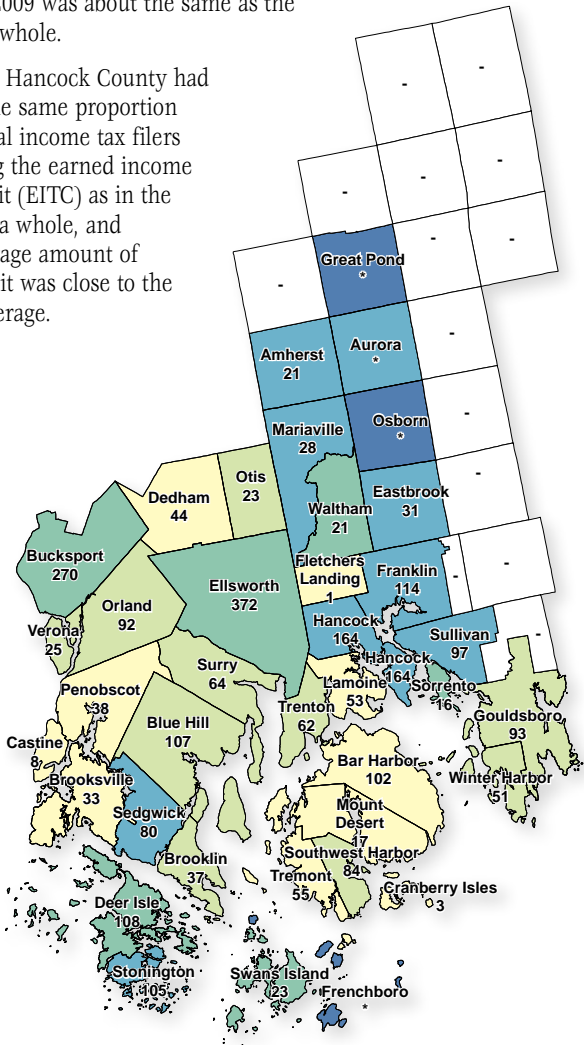 2009 was about the same as the
whole.
Hancock County had
e same proportion
al income tax filers
g the earned income
it (EITC) as in the
a whole, and
age amount of
it was close to the
erage.
-
-
-
-
-
-
-
-
Great Pond
*
-
Amherst
21
Aurora
*
-
Mariaville
28
Osborn
*
-
Otis
23
Dedham
44
Waltham
21
Eastbrook
31
Bucksport
270
Ellsworth
372
Fletchers
Landing
1
Franklin
114
-
-
Orland
92
Verona
25
Hancock
164
Sullivan
97
-
Surry
64
Hancock
164
Sorrento
16
Penobscot
38
Lamoine
53
Trenton
62
Blue Hill
107
Gouldsboro
93
Castine
8
Bar Harbor
102
Brooksville
33
Winter Harbor
51
Sedgwick
80
Mount
Desert
17
Southwest Harbor
84
Brooklin
37
Tremont
55
Cranberry Isles
3
Deer Isle
108
Stonington
105
Swans Island
23
Frenchboro
*